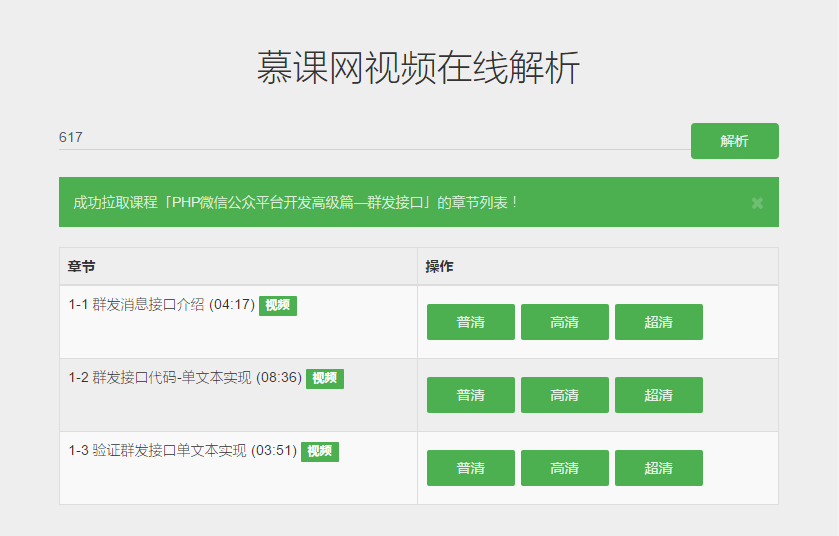 慕课网视频在线解析
617 解析
成功拉取课程「PHP微信公众平台开发高级篇—群发接口」的章节列表！ ×
章节 操作
1-1 群发消息接口介绍 (04:17) 视频 普清 高清 超清
1-2 群发接口代码-单文本实现 (08:36) 视频 普清 高清 超清
1-3 验证群发接口单文本实现 (03:51) 视频 普清 高清 超清